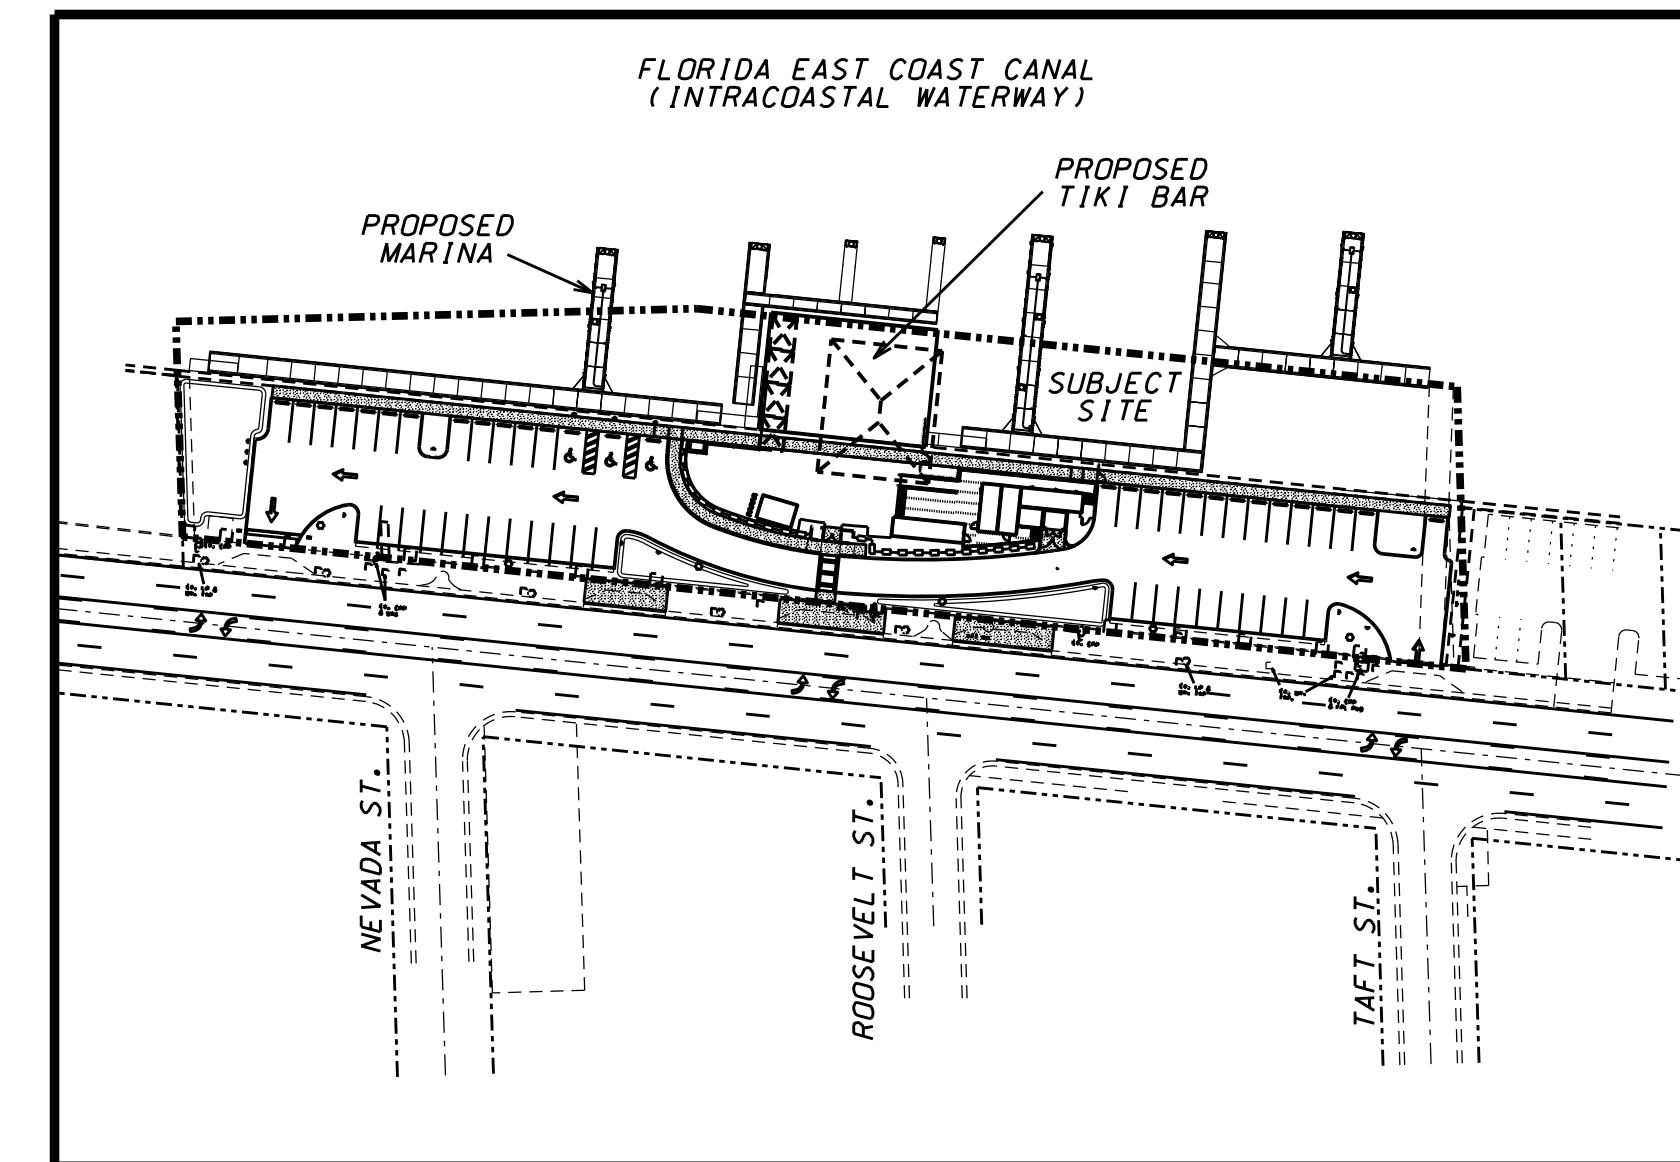 FLORIDA EAST COAST CANAL
(INTRACOASTAL WATERWAY)
PROPOSED
TIKI BAR
PROPOSED
MARINA
SUBJECT
SITE
NEVADA ST.
ROOSEVELT ST.
TAFT ST.